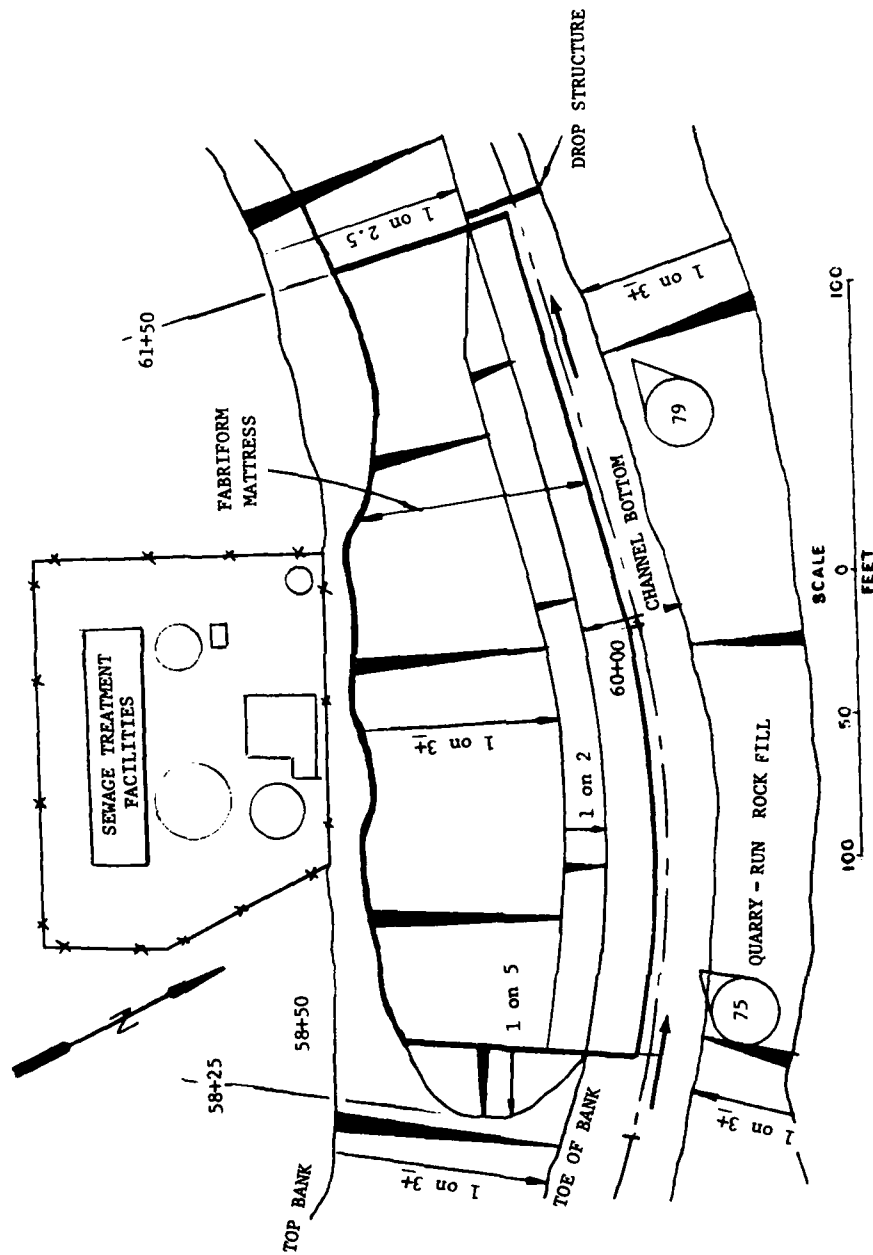 DROP STRUCTURE
1 on 2.5
61+50
1 on 3+̲
100
FABRIFORM
MATTRESS
79
CHANNEL BOTTOM
SCALE
0
FEET
60+00
SEWAGE TREATMENT
FACILITIES
1 on 3+̲
50
1 on 2
QUARRY - RUN ROCK FILL
100
N
1 on 5
58+50
75
58+25
TOP BANK
1 on 3+̲
TOE OF BANK
1 on 3+̲